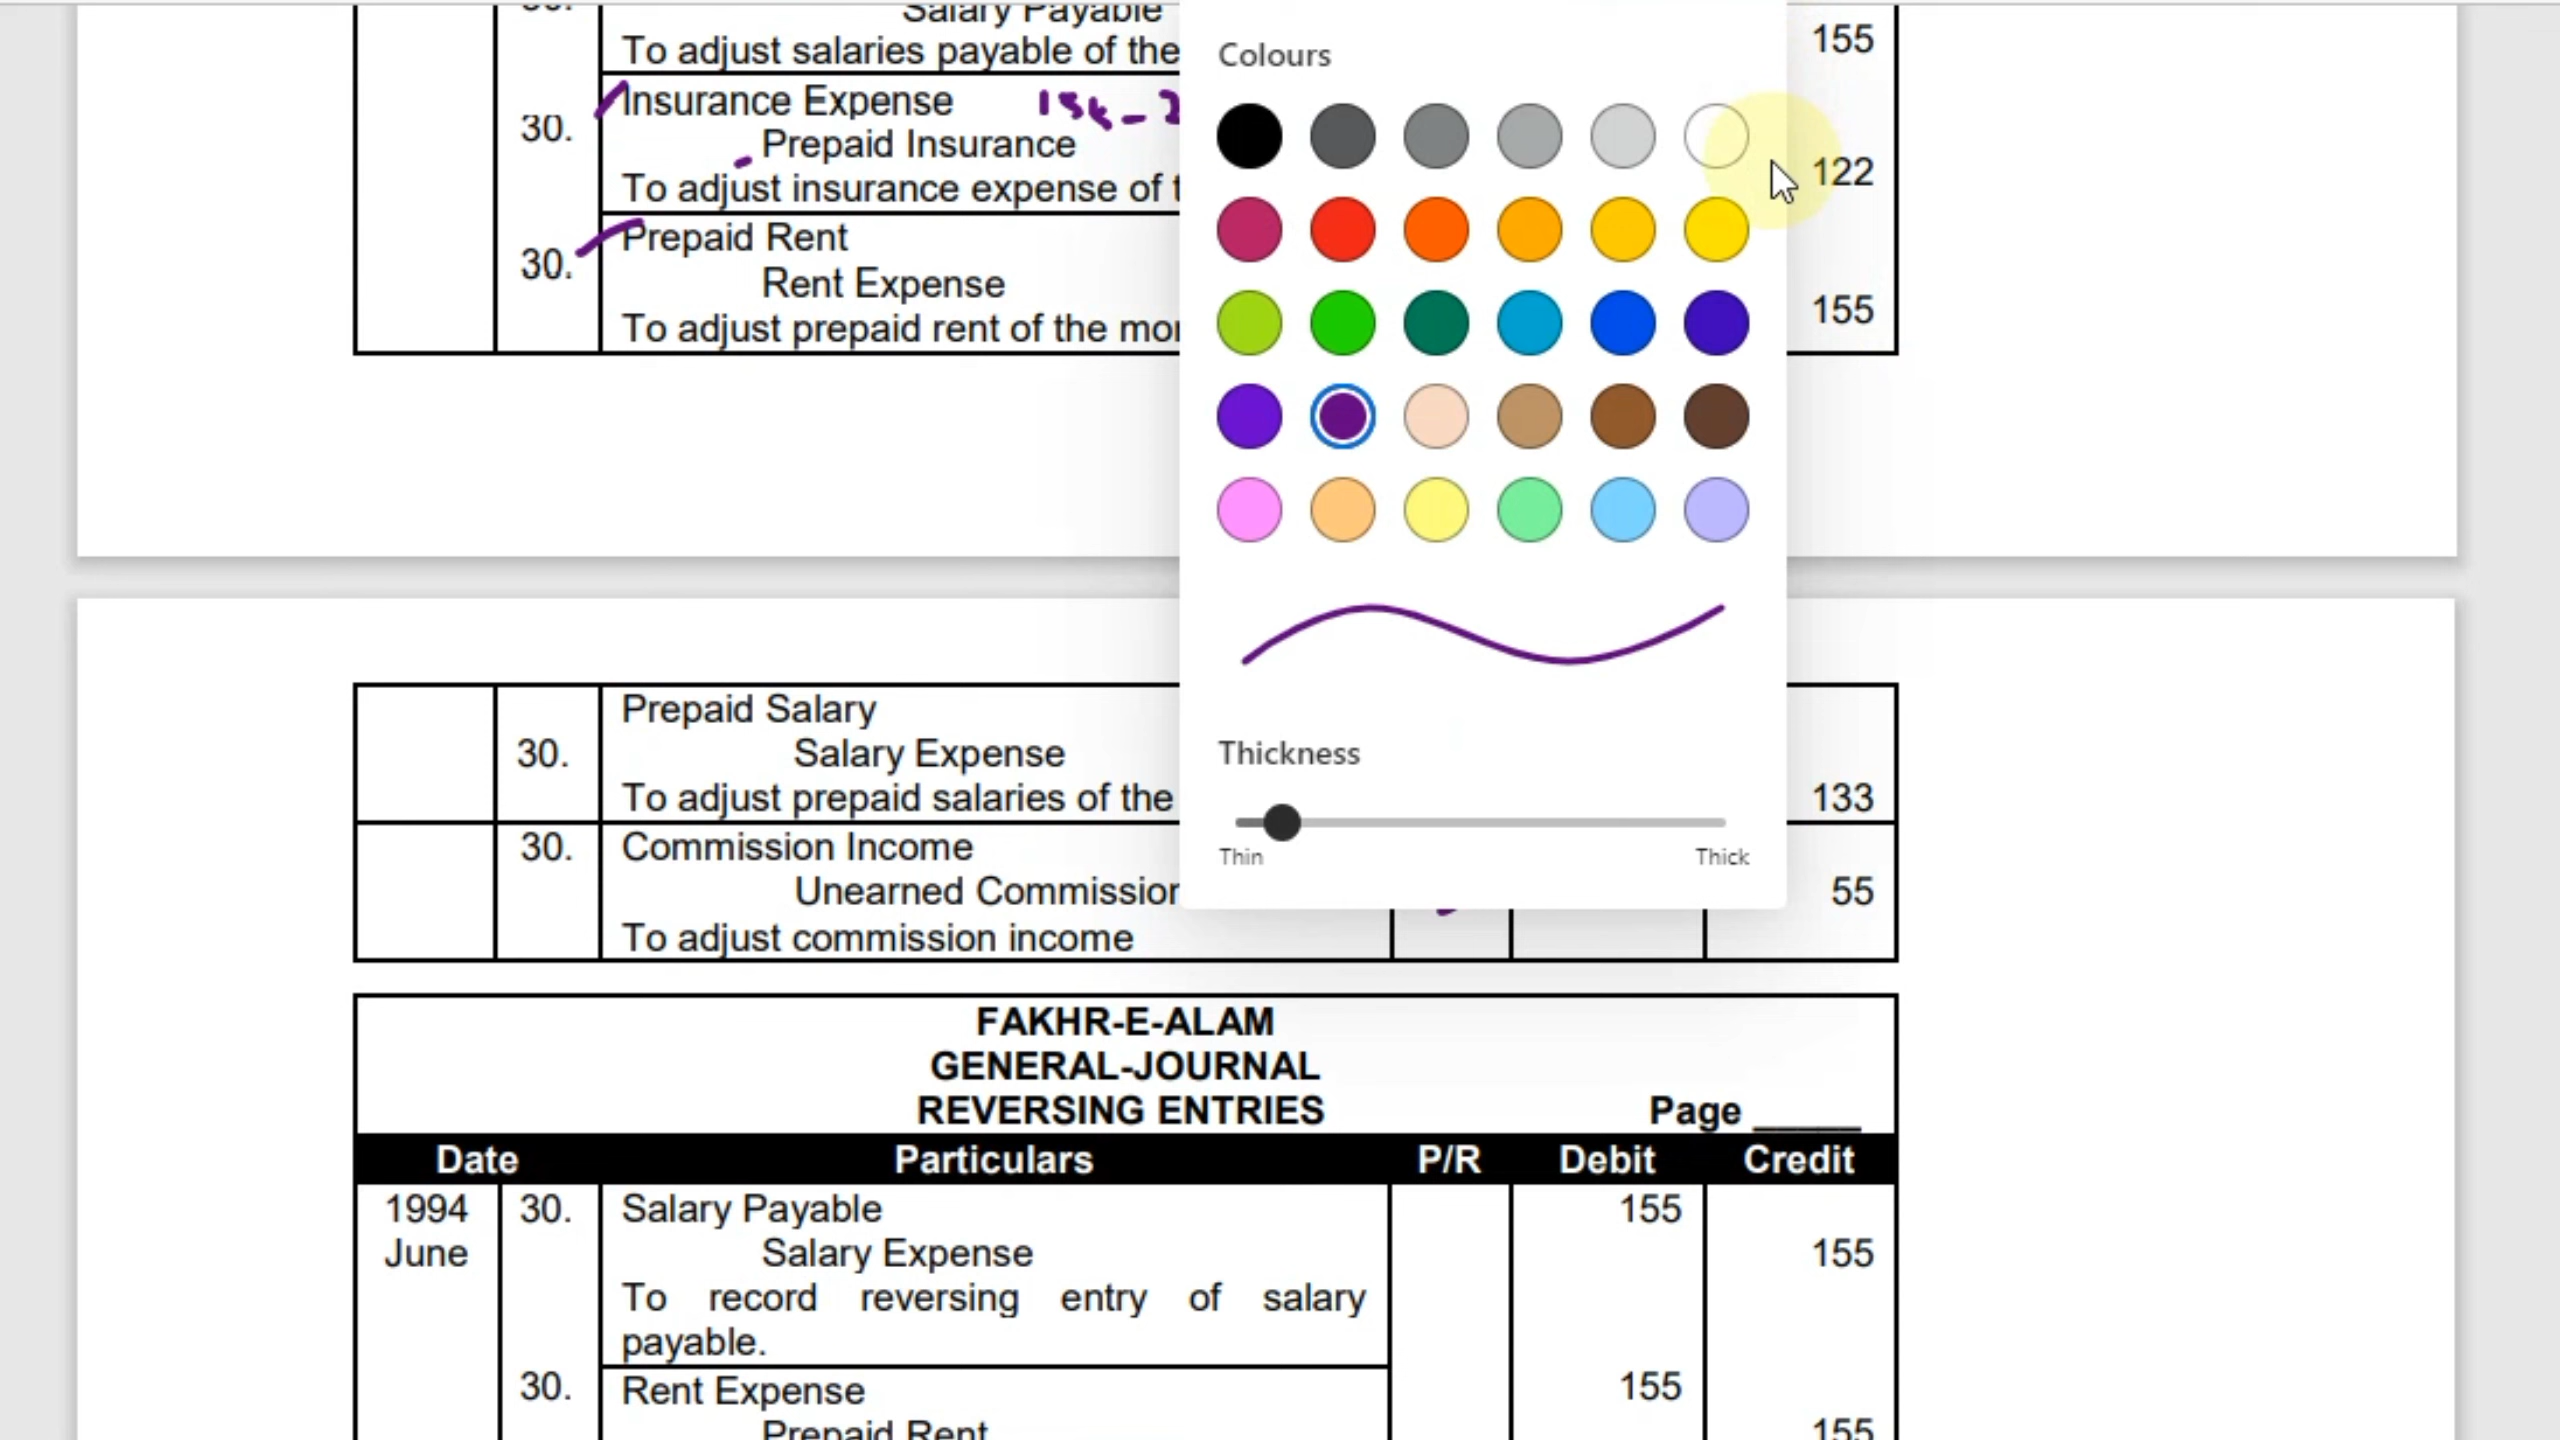 Salary Payable
155
To adjust salaries payable of the
30.
Insurance Expense
Prepaid Insurance
122
To adjust insurance expense of
30.
Prepaid Rent
Rent Expense
155
To adjust prepaid rent of the
Colours
Thickness
Thin
Thick
30.
Prepaid Salary
Salary Expense
To adjust prepaid salaries of the
133
30.
Commission Income
Unearned Commission
55
To adjust commission income
FAKHR-E-ALAM
GENERAL-JOURNAL
REVERSING ENTRIES
Page _____
Date Particulars P/R Debit Credit
1994 30. Salary Payable 155
June Salary Expense 155
To record reversing entry of salary
payable.
30. Rent Expense 155
Prepaid Rent 155